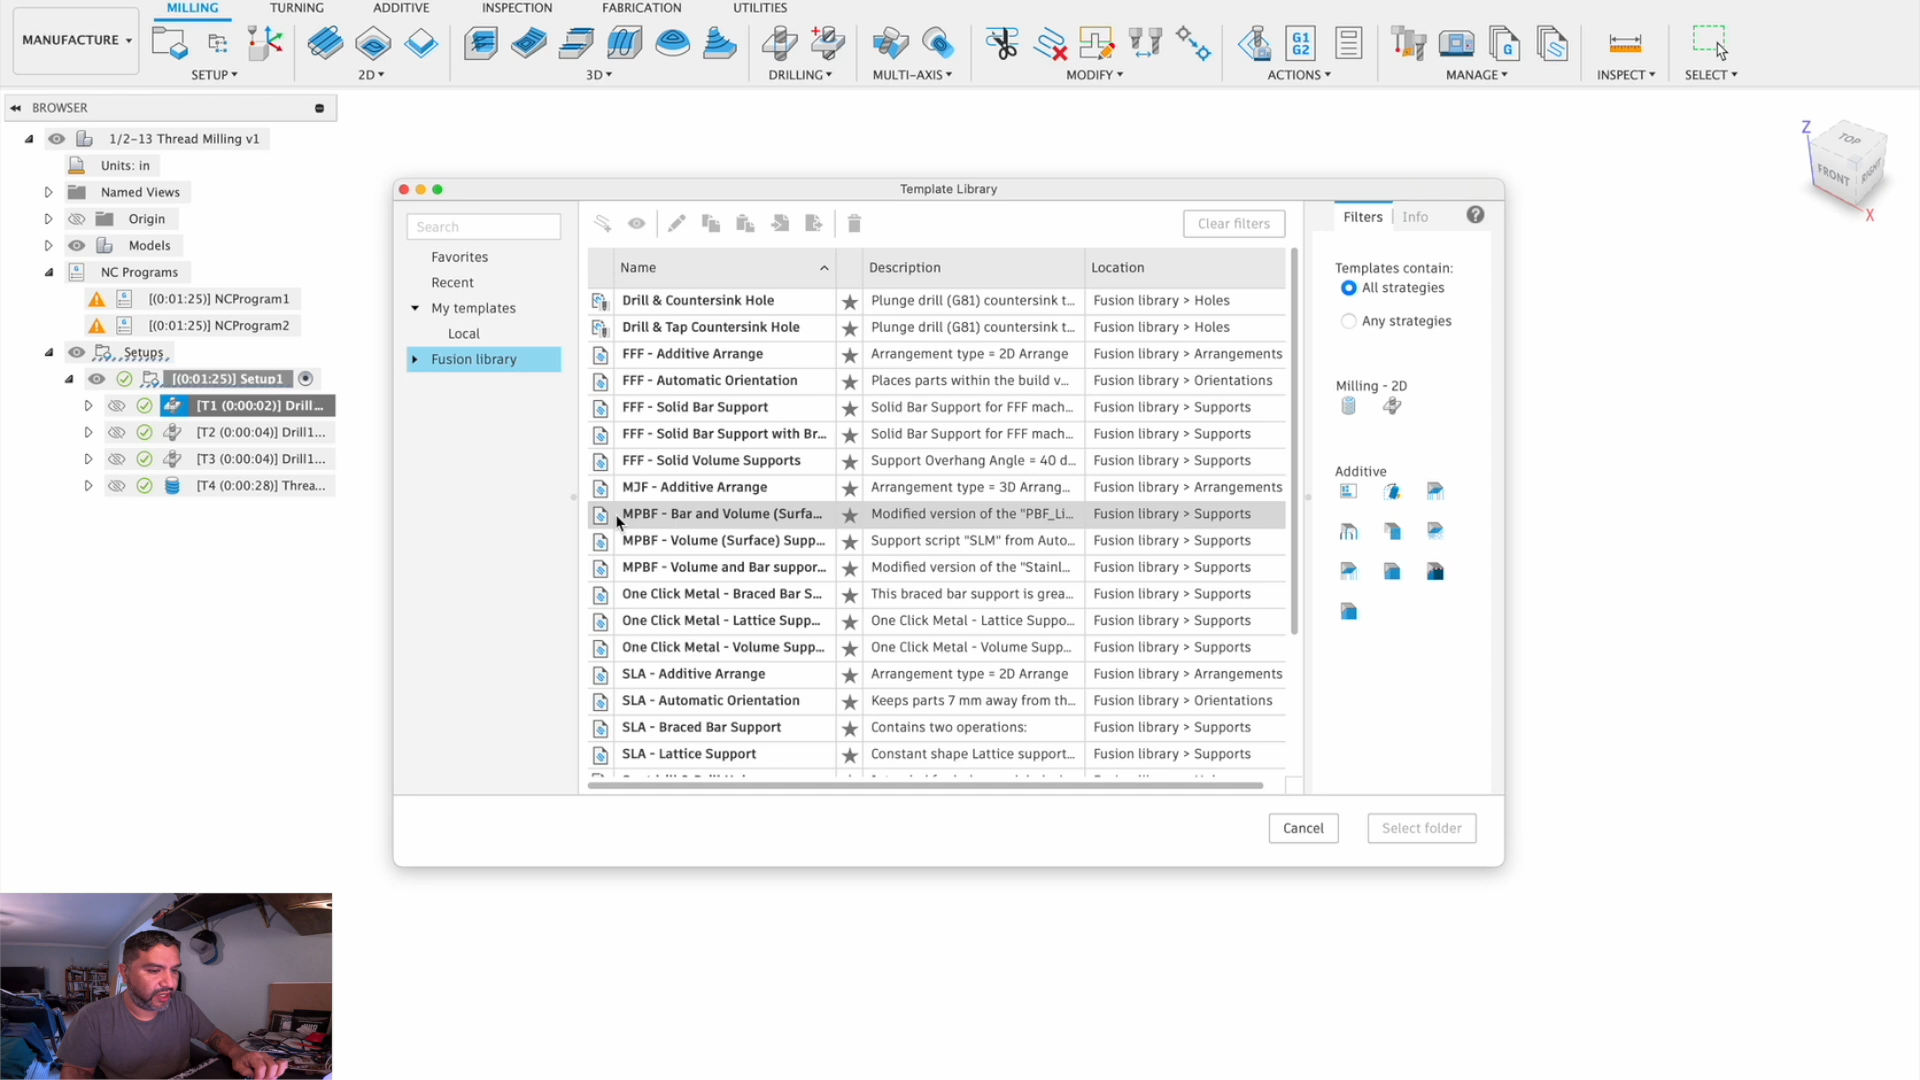 MILLING TURNING ADDITIVE INSPECTION FABRICATION UTILITIES
MANUFACTURE
G1
G2
G
SETUP 2D 3D DRILLING MULTI-AXIS MODIFY ACTIONS MANAGE INSPECT SELECT
BROWSER
1/2-13 Thread Milling v1
Units: in
Named Views
Origin
Models
NC Programs
[(0:01:25)] NCProgram1
[(0:01:25)] NCProgram2
Setups
[(0:01:25)] Setup1
[T1 (0:00:02)] Drill...
[T2 (0:00:04)] Drill1...
[T3 (0:00:04)] Drill1...
[T4 (0:00:28)] Threa...
Z
TOP
FRONT
RIGHT
X
Template Library
Search
Favorites
Recent
My templates
Local
Fusion library
Clear filters
Name Description Location
Drill & Countersink Hole Plunge drill (G81) countersink t... Fusion library > Holes
Drill & Tap Countersink Hole Plunge drill (G81) countersink t... Fusion library > Holes
FFF - Additive Arrange Arrangement type = 2D Arrange Fusion library > Arrangements
FFF - Automatic Orientation Places parts within the build v... Fusion library > Orientations
FFF - Solid Bar Support Solid Bar Support for FFF mach... Fusion library > Supports
FFF - Solid Bar Support with Br... Solid Bar Support for FFF mach... Fusion library > Supports
FFF - Solid Volume Supports Support Overhang Angle = 40 d... Fusion library > Supports
MJF - Additive Arrange Arrangement type = 3D Arrang... Fusion library > Arrangements
MPBF - Bar and Volume (Surfa... Modified version of the "PBF_Li... Fusion library > Supports
MPBF - Volume (Surface) Supp... Support script "SLM" from Auto... Fusion library > Supports
MPBF - Volume and Bar suppor... Modified version of the "Stainl... Fusion library > Supports
One Click Metal - Braced Bar S... This braced bar support is grea... Fusion library > Supports
One Click Metal - Lattice Supp... One Click Metal - Lattice Suppo... Fusion library > Supports
One Click Metal - Volume Supp... One Click Metal - Volume Supp... Fusion library > Supports
SLA - Additive Arrange Arrangement type = 2D Arrange Fusion library > Arrangements
SLA - Automatic Orientation Keeps parts 7 mm away from th... Fusion library > Orientations
SLA - Braced Bar Support Contains two operations: Fusion library > Supports
SLA - Lattice Support Constant shape Lattice support... Fusion library > Supports
Filters Info ?
Templates contain:
All strategies
Any strategies
Milling - 2D
Additive
Cancel Select folder